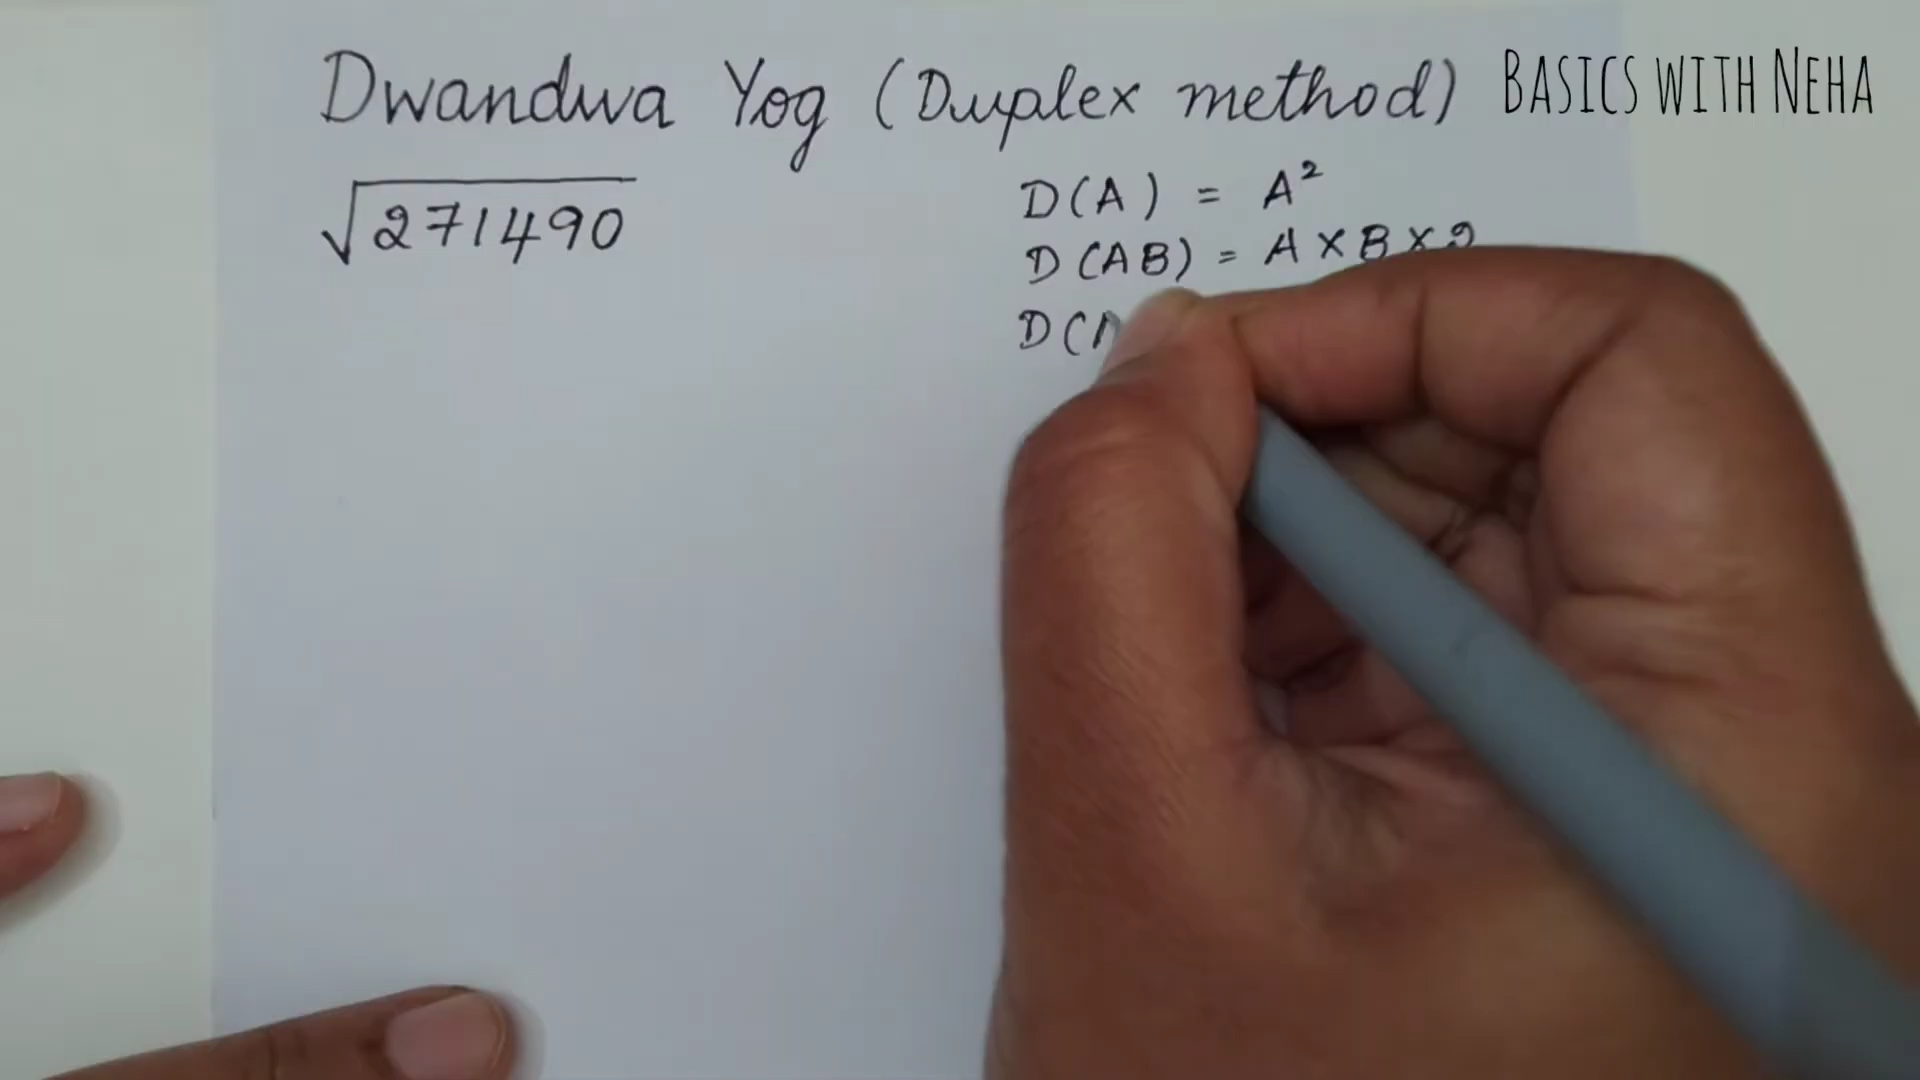 Dwandwa Yog (Duplex method)
BASICS WITH NEHA
√271490
D(A) = A²
D(AB) = A×B×2
D(A